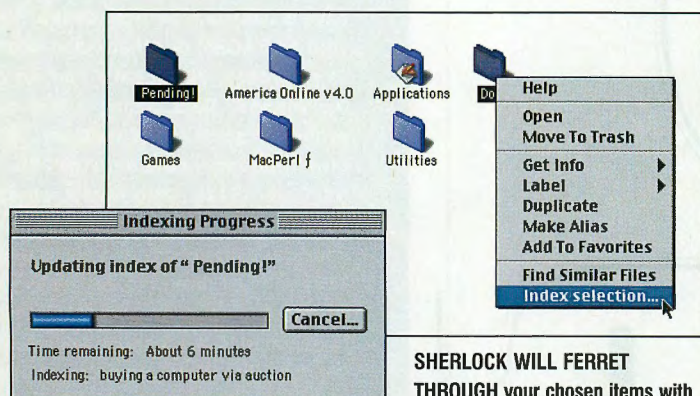 Pending!
America Online v4.0
Applications
Do
Games
MacPerl ƒ
Utilities
Help
Open
Move To Trash
Get Info
Label
Duplicate
Make Alias
Add To Favorites
Find Similar Files
Index selection...
Indexing Progress
Updating index of “ Pending!”
Cancel...
Time remaining: About 6 minutes
Indexing: buying a computer via auction
SHERLOCK WILL FERRET
THROUGH your chosen items with